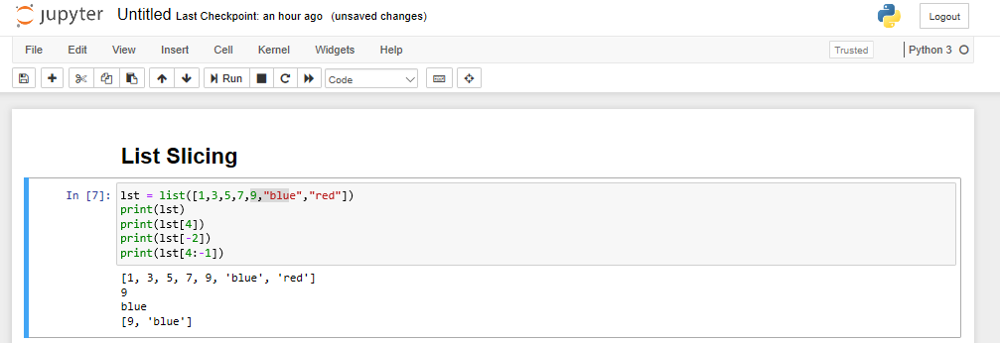 jupyter Untitled Last Checkpoint: an hour ago (unsaved changes) Logout
File Edit View Insert Cell Kernel Widgets Help Trusted Python 3
Run Code
List Slicing
In [7]: lst = list([1,3,5,7,9,"blue","red"])
print(lst)
print(lst[4])
print(lst[-2])
print(lst[4:-1])
[1, 3, 5, 7, 9, 'blue', 'red']
9
blue
[9, 'blue']